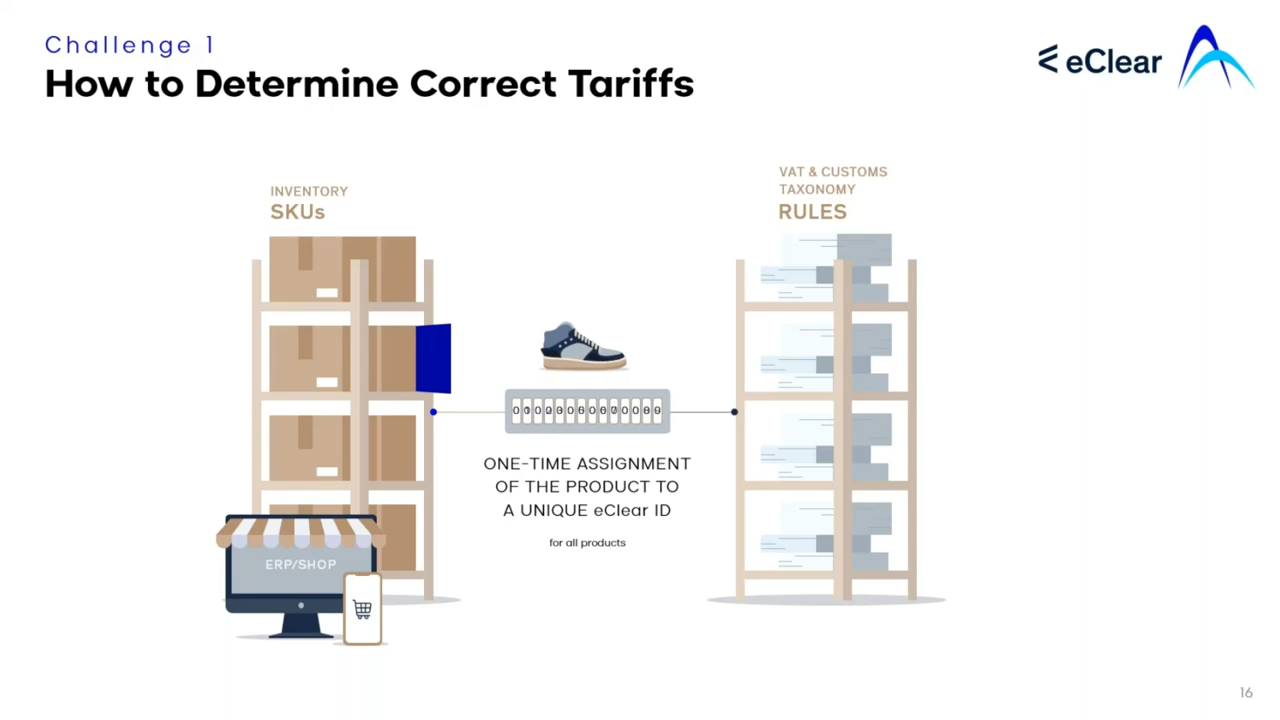 Challenge 1
How to Determine Correct Tariffs
eClear
INVENTORY
SKUs
VAT & CUSTOMS
TAXONOMY
RULES
ONE-TIME ASSIGNMENT
OF THE PRODUCT TO
A UNIQUE eClear ID
for all products
ERP/SHOP
16